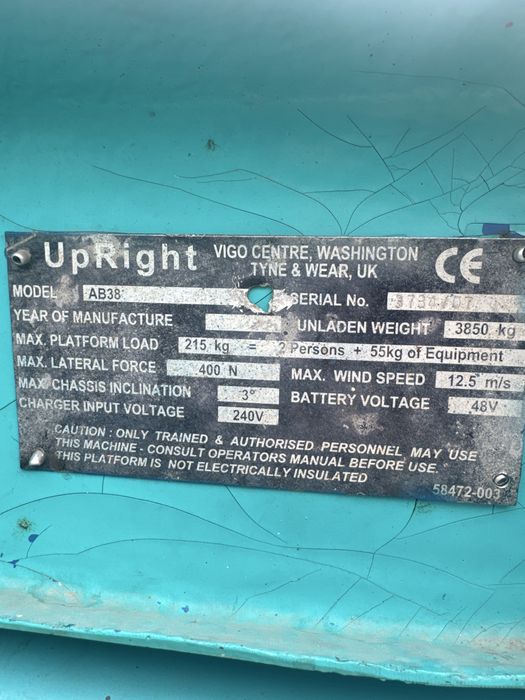 UpRight VIGO CENTRE, WASHINGTON
TYNE & WEAR, UK
CE
MODEL AB38 SERIAL No.
YEAR OF MANUFACTURE UNLADEN WEIGHT 3850 kg
MAX. PLATFORM LOAD 215 kg = 2 Persons + 55kg of Equipment
MAX. LATERAL FORCE 400 N MAX. WIND SPEED 12.5 m/s
MAX. CHASSIS INCLINATION 3° BATTERY VOLTAGE 48V
CHARGER INPUT VOLTAGE 240V
CAUTION : ONLY TRAINED & AUTHORISED PERSONNEL MAY USE
THIS MACHINE - CONSULT OPERATORS MANUAL BEFORE USE.
THIS PLATFORM IS NOT ELECTRICALLY INSULATED
58472-003